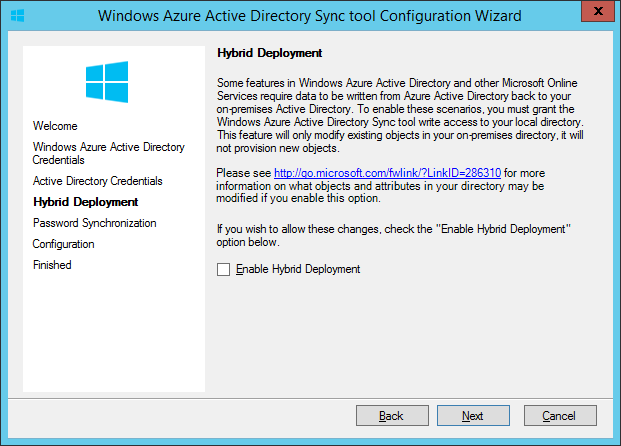 Windows Azure Active Directory Sync tool Configuration Wizard
x
Welcome
Windows Azure Active Directory
Credentials
Active Directory Credentials
Hybrid Deployment
Password Synchronization
Configuration
Finished
Hybrid Deployment
Some features in Windows Azure Active Directory and other Microsoft Online
Services require data to be written from Azure Active Directory back to your
on-premises Active Directory. To enable these scenarios, you must grant the
Windows Azure Active Directory Sync tool write access to your local directory.
This feature will only modify existing objects in your on-premises directory, it will
not provision new objects.
Please see http://go.microsoft.com/fwlink/?LinkID=286310 for more
information on what objects and attributes in your directory may be
modified if you enable this option.
If you wish to allow these changes, check the "Enable Hybrid Deployment"
option below.
Enable Hybrid Deployment
Back
Next
Cancel